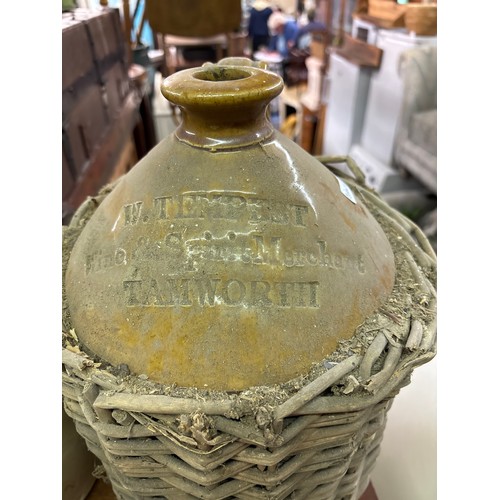 W. TEMPEST
Wine & Spirit Merchant
TAMWORTH